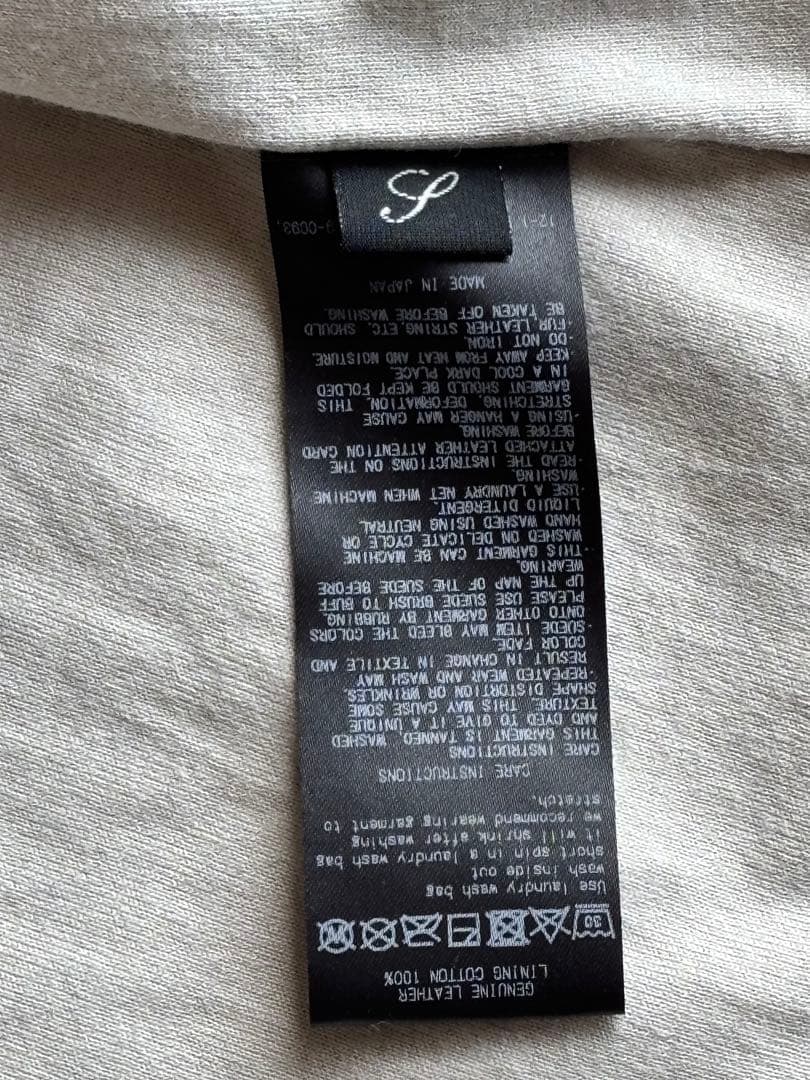 GENUINE LEATHER
LINING COTTON 100%
30
W
Use laundry wash bag
wash inside out
short spin in a laundry wash bag
it will shrink after washing
we recommend wearing garment to
stretch.
CARE INSTRUCTIONS
CARE INSTRUCTIONS
THIS GARMENT IS TANNED, WASHED
AND DYED TO GIVE IT A UNIQUE
TEXTURE. THIS MAY CAUSE SOME
SHAPE DISTORTION OR WRINKLES.
·REPEATED WEAR AND WASH MAY
RESULT IN CHANGE IN TEXTILE AND
COLOR FADE.
·SUEDE ITEM MAY BLEED THE COLORS
ONTO OTHER GARMENT BY RUBBING.
PLEASE USE SUEDE BRUSH TO BUFF
UP THE NAP OF THE SUEDE BEFORE
WEARING.
·THIS GARMENT CAN BE MACHINE
WASHED ON DELICATE CYCLE OR
HAND WASHED USING NEUTRAL
LIQUID DITERGENT.
·USE A LAUNDRY NET WHEN MACHINE
WASHING.
·READ THE INSTRUCTIONS ON THE
ATTACHED LEATHER ATTENTION CARD
BEFORE WASHING.
·USING A HANGER MAY CAUSE
STRETCHING, DEFORMATION, THIS
GARMENT SHOULD BE KEPT FOLDED
IN A COOL DARK PLACE.
·KEEP AWAY FROM HEAT AND MOISTURE.
·DO NOT IRON.
·FUR, LEATHER STRING, ETC, SHOULD
BE TAKEN OFF BEFORE WASHING.
MADE IN JAPAN
S